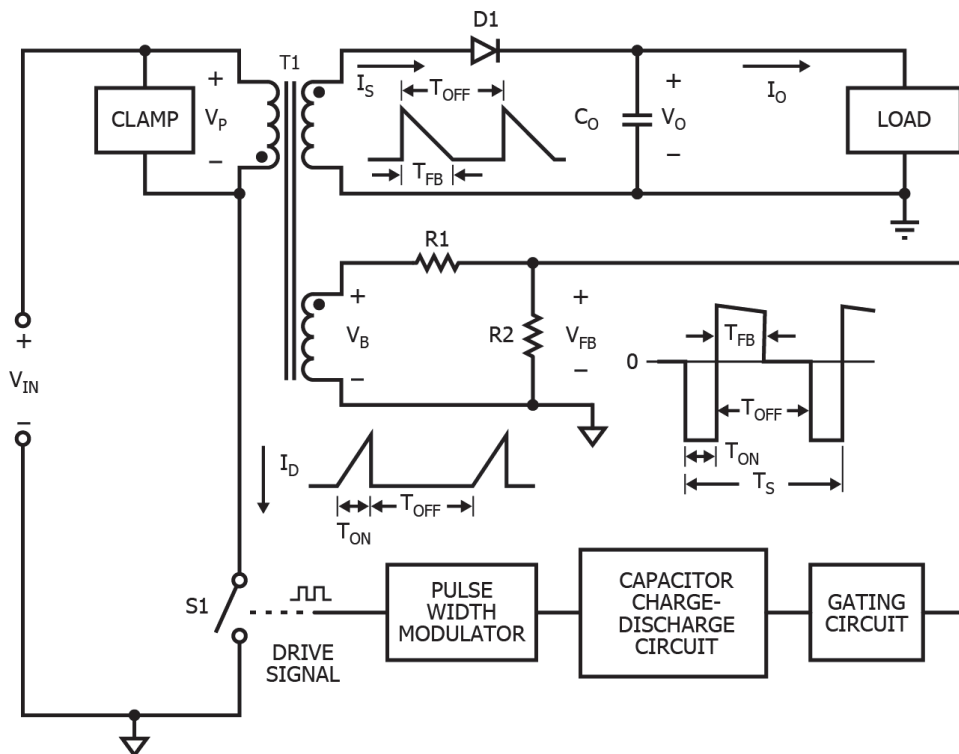 D1
T1
+
CLAMP
V_P
−
I_S
T_OFF
T_FB
C_O
+
V_O
−
I_O
LOAD
R1
+
V_B
−
R2
+
V_FB
−
0
T_FB
T_OFF
T_ON
T_S
+
V_IN
−
I_D
T_OFF
T_ON
S1
DRIVE
SIGNAL
PULSE
WIDTH
MODULATOR
CAPACITOR
CHARGE-
DISCHARGE
CIRCUIT
GATING
CIRCUIT